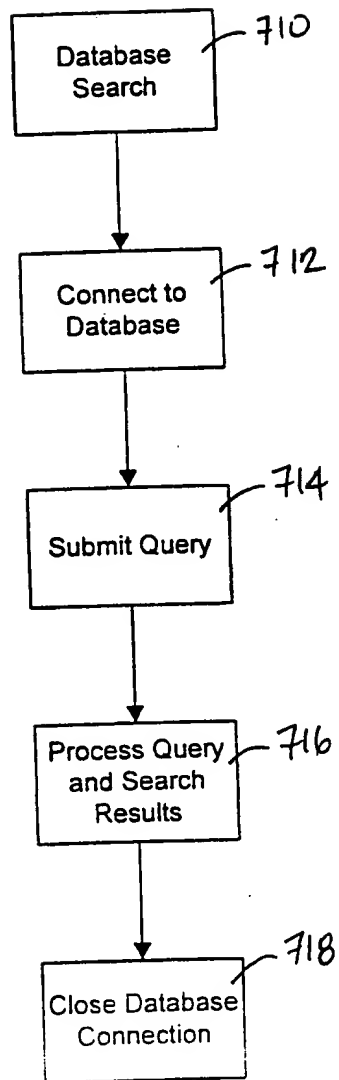 710
Database
Search
712
Connect to
Database
714
Submit Query
716
Process Query
and Search
Results
718
Close Database
Connection